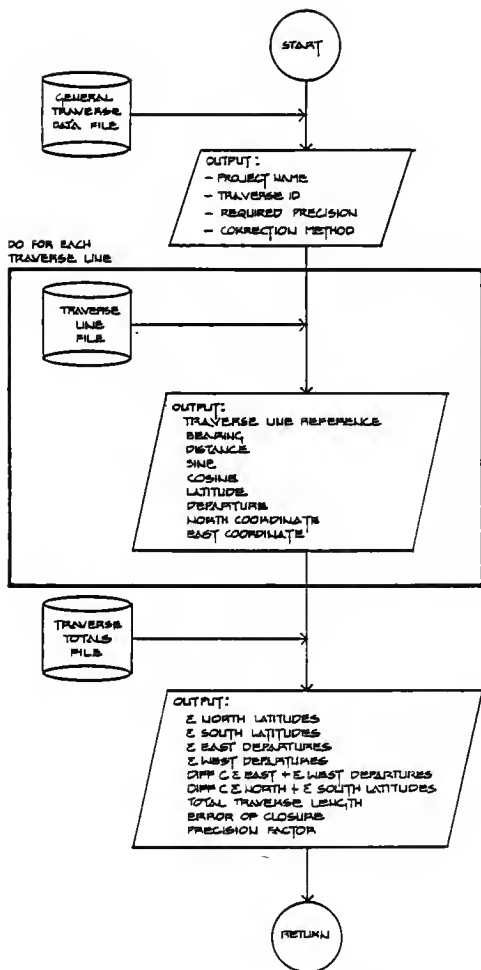 START
GENERAL
TRAVERSE
DATA FILE
OUTPUT:
- PROJECT NAME
- TRAVERSE ID
- REQUIRED PRECISION
- CORRECTION METHOD
DO FOR EACH
TRAVERSE LINE
TRAVERSE
LINE
FILE
OUTPUT:
TRAVERSE LINE REFERENCE
BEARING
DISTANCE
SINE
COSINE
LATITUDE
DEPARTURE
NORTH COORDINATE
EAST COORDINATE
TRAVERSE
TOTALS
FILE
OUTPUT:
Σ NORTH LATITUDES
Σ SOUTH LATITUDES
Σ EAST DEPARTURES
Σ WEST DEPARTURES
DIFF C Σ EAST + Σ WEST DEPARTURES
DIFF C Σ NORTH + Σ SOUTH LATITUDES
TOTAL TRAVERSE LENGTH
ERROR OF CLOSURE
PRECISION FACTOR
RETURN